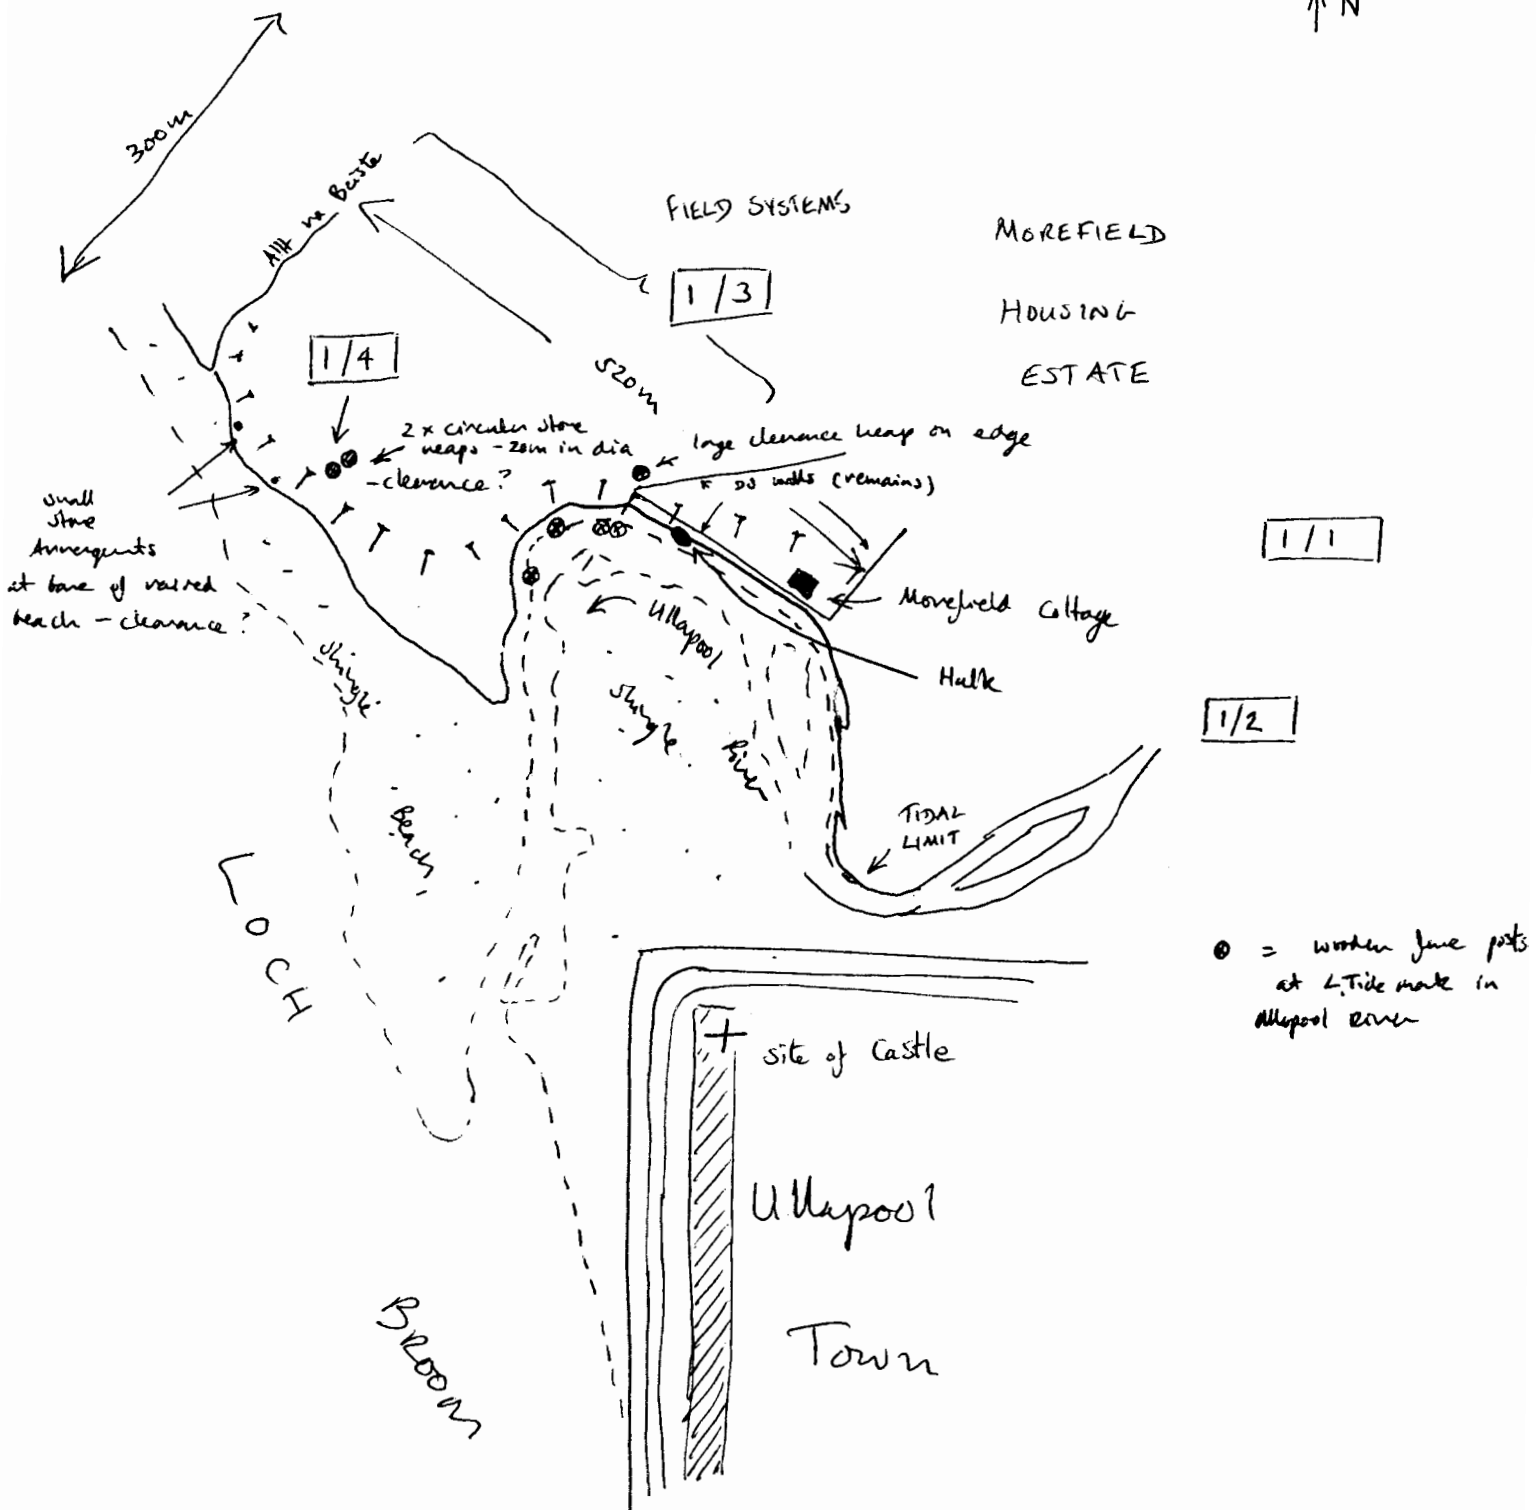 N
300m
Allt na Baiste
FIELD SYSTEMS
MOREFIELD
HOUSING
ESTATE
1/3
1/4
520m
2 x circular stone
heaps - 20m in dia
- clearance?
large clearance heap on edge
DS walls (remains)
small
stone
Arrangements
at base of raised
beach - clearance?
1/1
Morefield Cottage
Hulk
Ullapool
River
Shingle
Shingle
Beach
1/2
TIDAL
LIMIT
LOCH
BROOM
= wooden fence posts
at L.Tide mark in
Ullapool River
site of Castle
Ullapool
Town